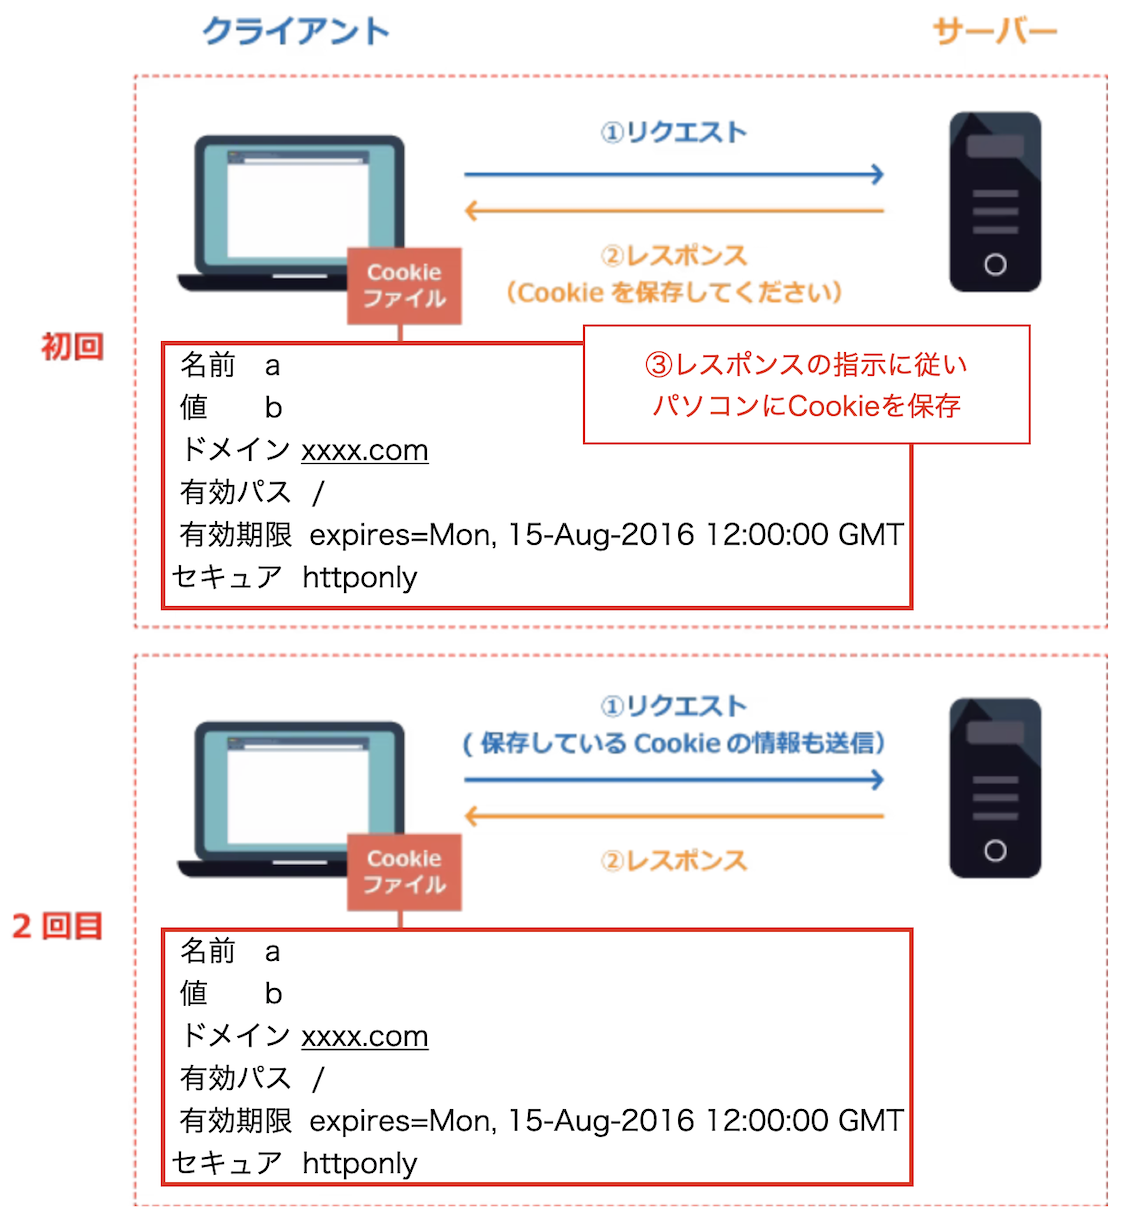 クライアント
サーバー
①リクエスト
②レスポンス
（Cookie を保存してください）
Cookie
ファイル
初回
③レスポンスの指示に従い
パソコンにCookieを保存
名前 a
値 b
ドメイン xxxx.com
有効パス /
有効期限 expires=Mon, 15-Aug-2016 12:00:00 GMT
セキュア httponly
①リクエスト
( 保存している Cookie の情報も送信）
②レスポンス
Cookie
ファイル
2 回目
名前 a
値 b
ドメイン xxxx.com
有効パス /
有効期限 expires=Mon, 15-Aug-2016 12:00:00 GMT
セキュア httponly